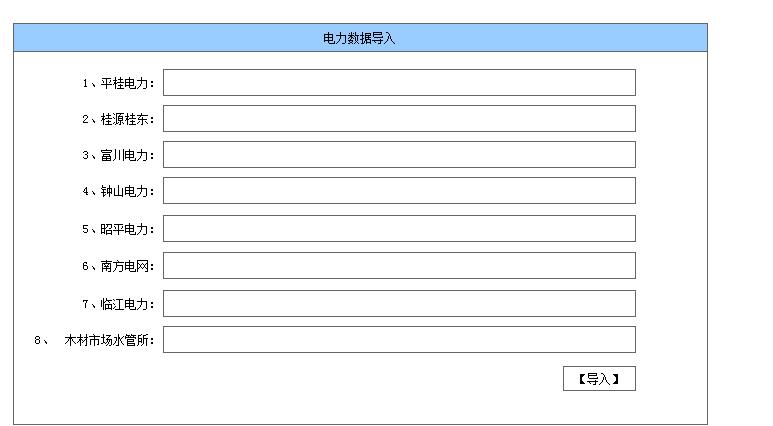 电力数据导入
1、平桂电力：
2、桂源桂东：
3、富川电力：
4、钟山电力：
5、昭平电力：
6、南方电网：
7、临江电力：
8、 木材市场水管所：
【导入】